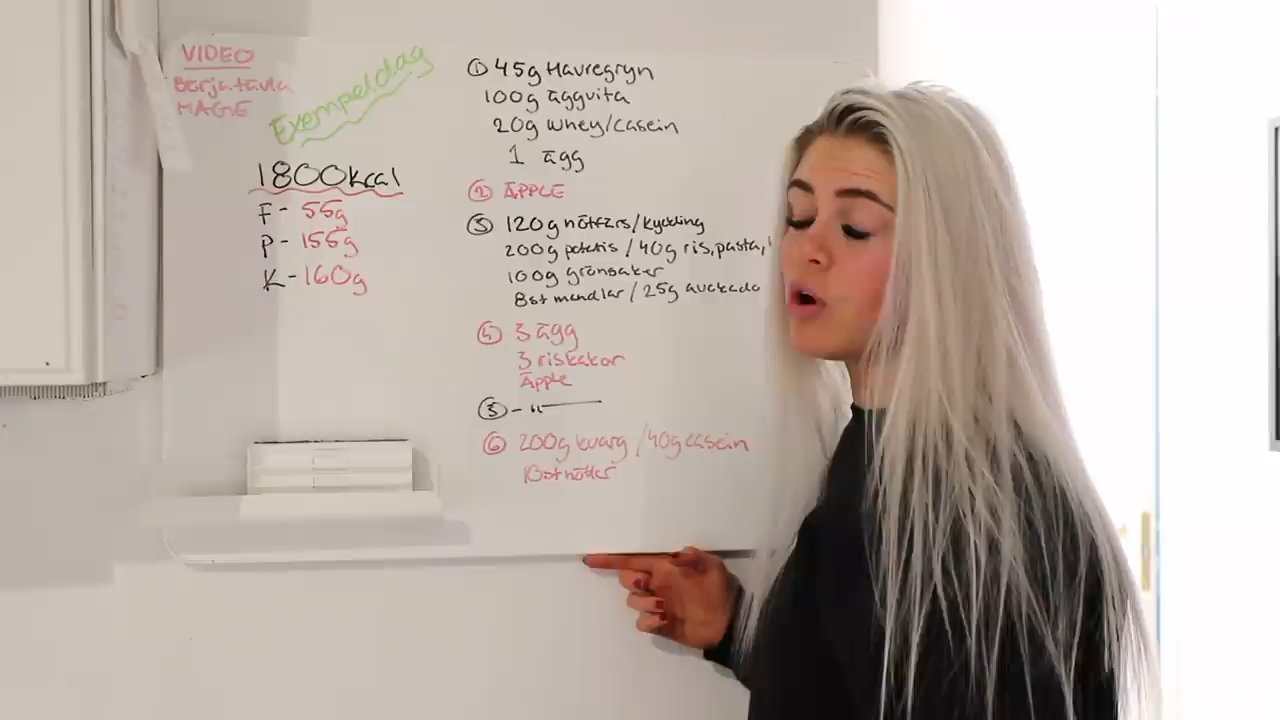 VIDEO
Börja tävla
MAGE
Exempeldag
1800kcal
F - 55g
P - 155g
K - 160g
① 45g Havregryn
100g äggvita
20g whey/casein
1 ägg
② ÄPPLE
③ 120g nötfärs/kyckling
200g potatis / 40g ris, pasta,
100g grönsaker
8st mandlar / 25g avokado
④ 3 ägg
3 riskakor
Äpple
⑤ - " —
⑥ 200g kvarg / 40g casein
10st nötter